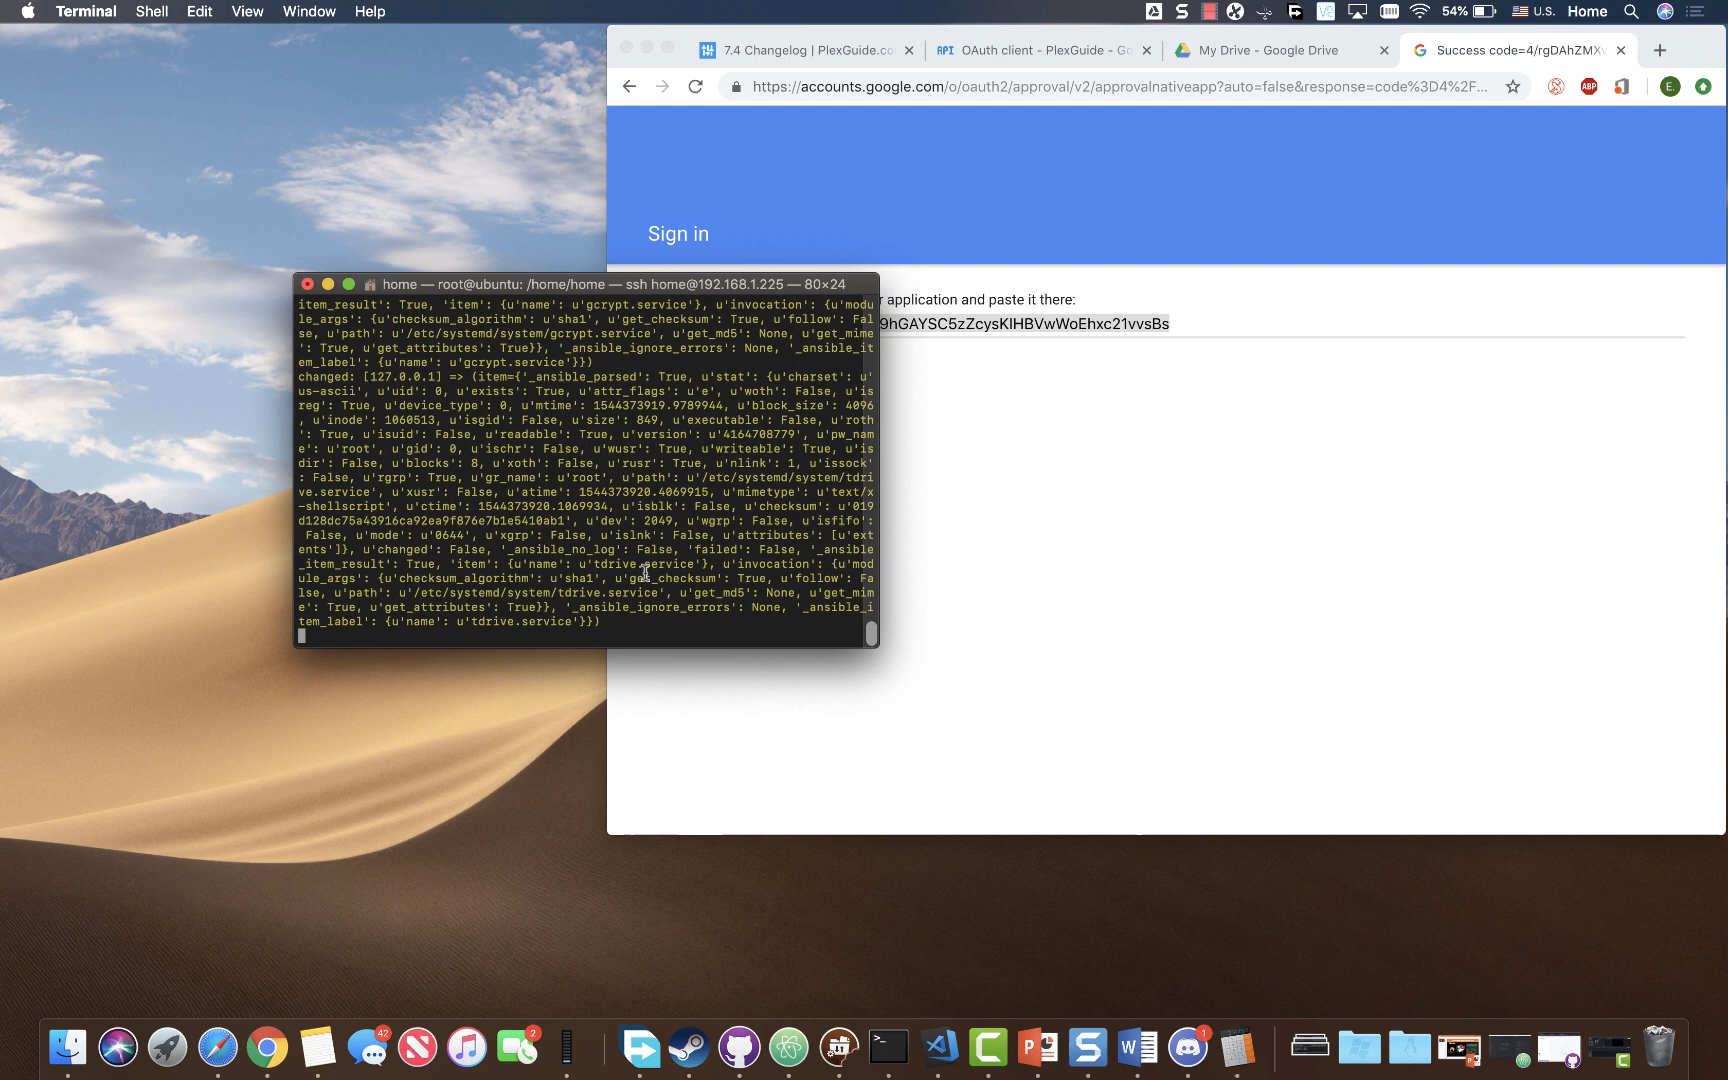 Terminal Shell Edit View Window Help
54% U.S. Home
7.4 Changelog | PlexGuide.co
API OAuth client - PlexGuide - Go
My Drive - Google Drive
Success code=4/rgDAhZMX
https://accounts.google.com/o/oauth2/approval/v2/approvalnativeapp?auto=false&response=code%3D4%2F...
ABP
E.
Sign in
home — root@ubuntu: /home/home — ssh home@192.168.1.225 — 80×24
r application and paste it there:
9hGAYSC5zZcysKIHBVwWoEhxc21vvsBs
item_result': True, 'item': {u'name': u'gcrypt.service'}, u'invocation': {u'modu
le_args': {u'checksum_algorithm': u'sha1', u'get_checksum': True, u'follow': Fal
se, u'path': u'/etc/systemd/system/gcrypt.service', u'get_md5': None, u'get_mime
': True, u'get_attributes': True}}, '_ansible_ignore_errors': None, '_ansible_it
em_label': {u'name': u'gcrypt.service'}})
changed: [127.0.0.1] => (item={'_ansible_parsed': True, u'stat': {u'charset': u'
us-ascii', u'uid': 0, u'exists': True, u'attr_flags': u'e', u'woth': False, u'is
reg': True, u'device_type': 0, u'mtime': 1544373919.9789944, u'block_size': 4096
, u'inode': 1060513, u'isgid': False, u'size': 849, u'executable': False, u'roth
': True, u'isuid': False, u'readable': True, u'version': u'4164708779', u'pw_nam
e': u'root', u'gid': 0, u'ischr': False, u'wusr': True, u'writeable': True, u'is
dir': False, u'blocks': 8, u'xoth': False, u'rusr': True, u'nlink': 1, u'issock'
: False, u'rgrp': True, u'gr_name': u'root', u'path': u'/etc/systemd/system/tdri
ve.service', u'xusr': False, u'atime': 1544373920.4069915, u'mimetype': u'text/x
-shellscript', u'ctime': 1544373920.1069934, u'isblk': False, u'checksum': u'019
d128dc75a43916ca92ea9f876e7b1e5410ab1', u'dev': 2049, u'wgrp': False, u'isfifo':
False, u'mode': u'0644', u'xgrp': False, u'islnk': False, u'attributes': [u'ext
ents']}, u'changed': False, '_ansible_no_log': False, 'failed': False, '_ansible
_item_result': True, 'item': {u'name': u'tdrive.service'}, u'invocation': {u'mod
ule_args': {u'checksum_algorithm': u'sha1', u'get_checksum': True, u'follow': Fa
lse, u'path': u'/etc/systemd/system/tdrive.service', u'get_md5': None, u'get_mim
e': True, u'get_attributes': True}}, '_ansible_ignore_errors': None, '_ansible_i
tem_label': {u'name': u'tdrive.service'}})
42
2
1